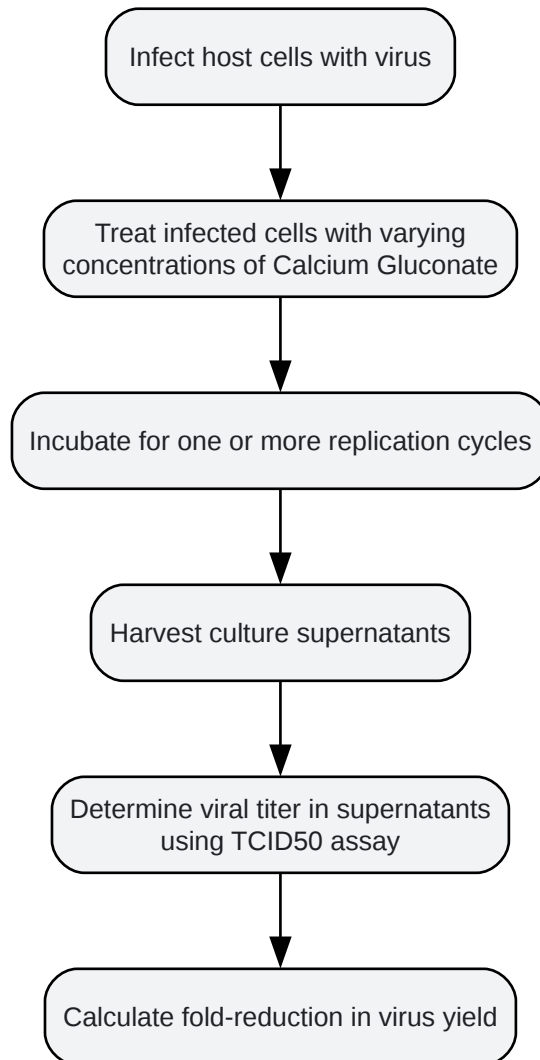 Infect host cells with virus
Treat infected cells with varying
concentrations of Calcium Gluconate
Incubate for one or more replication cycles
Harvest culture supernatants
Determine viral titer in supernatants
using TCID50 assay
Calculate fold-reduction in virus yield